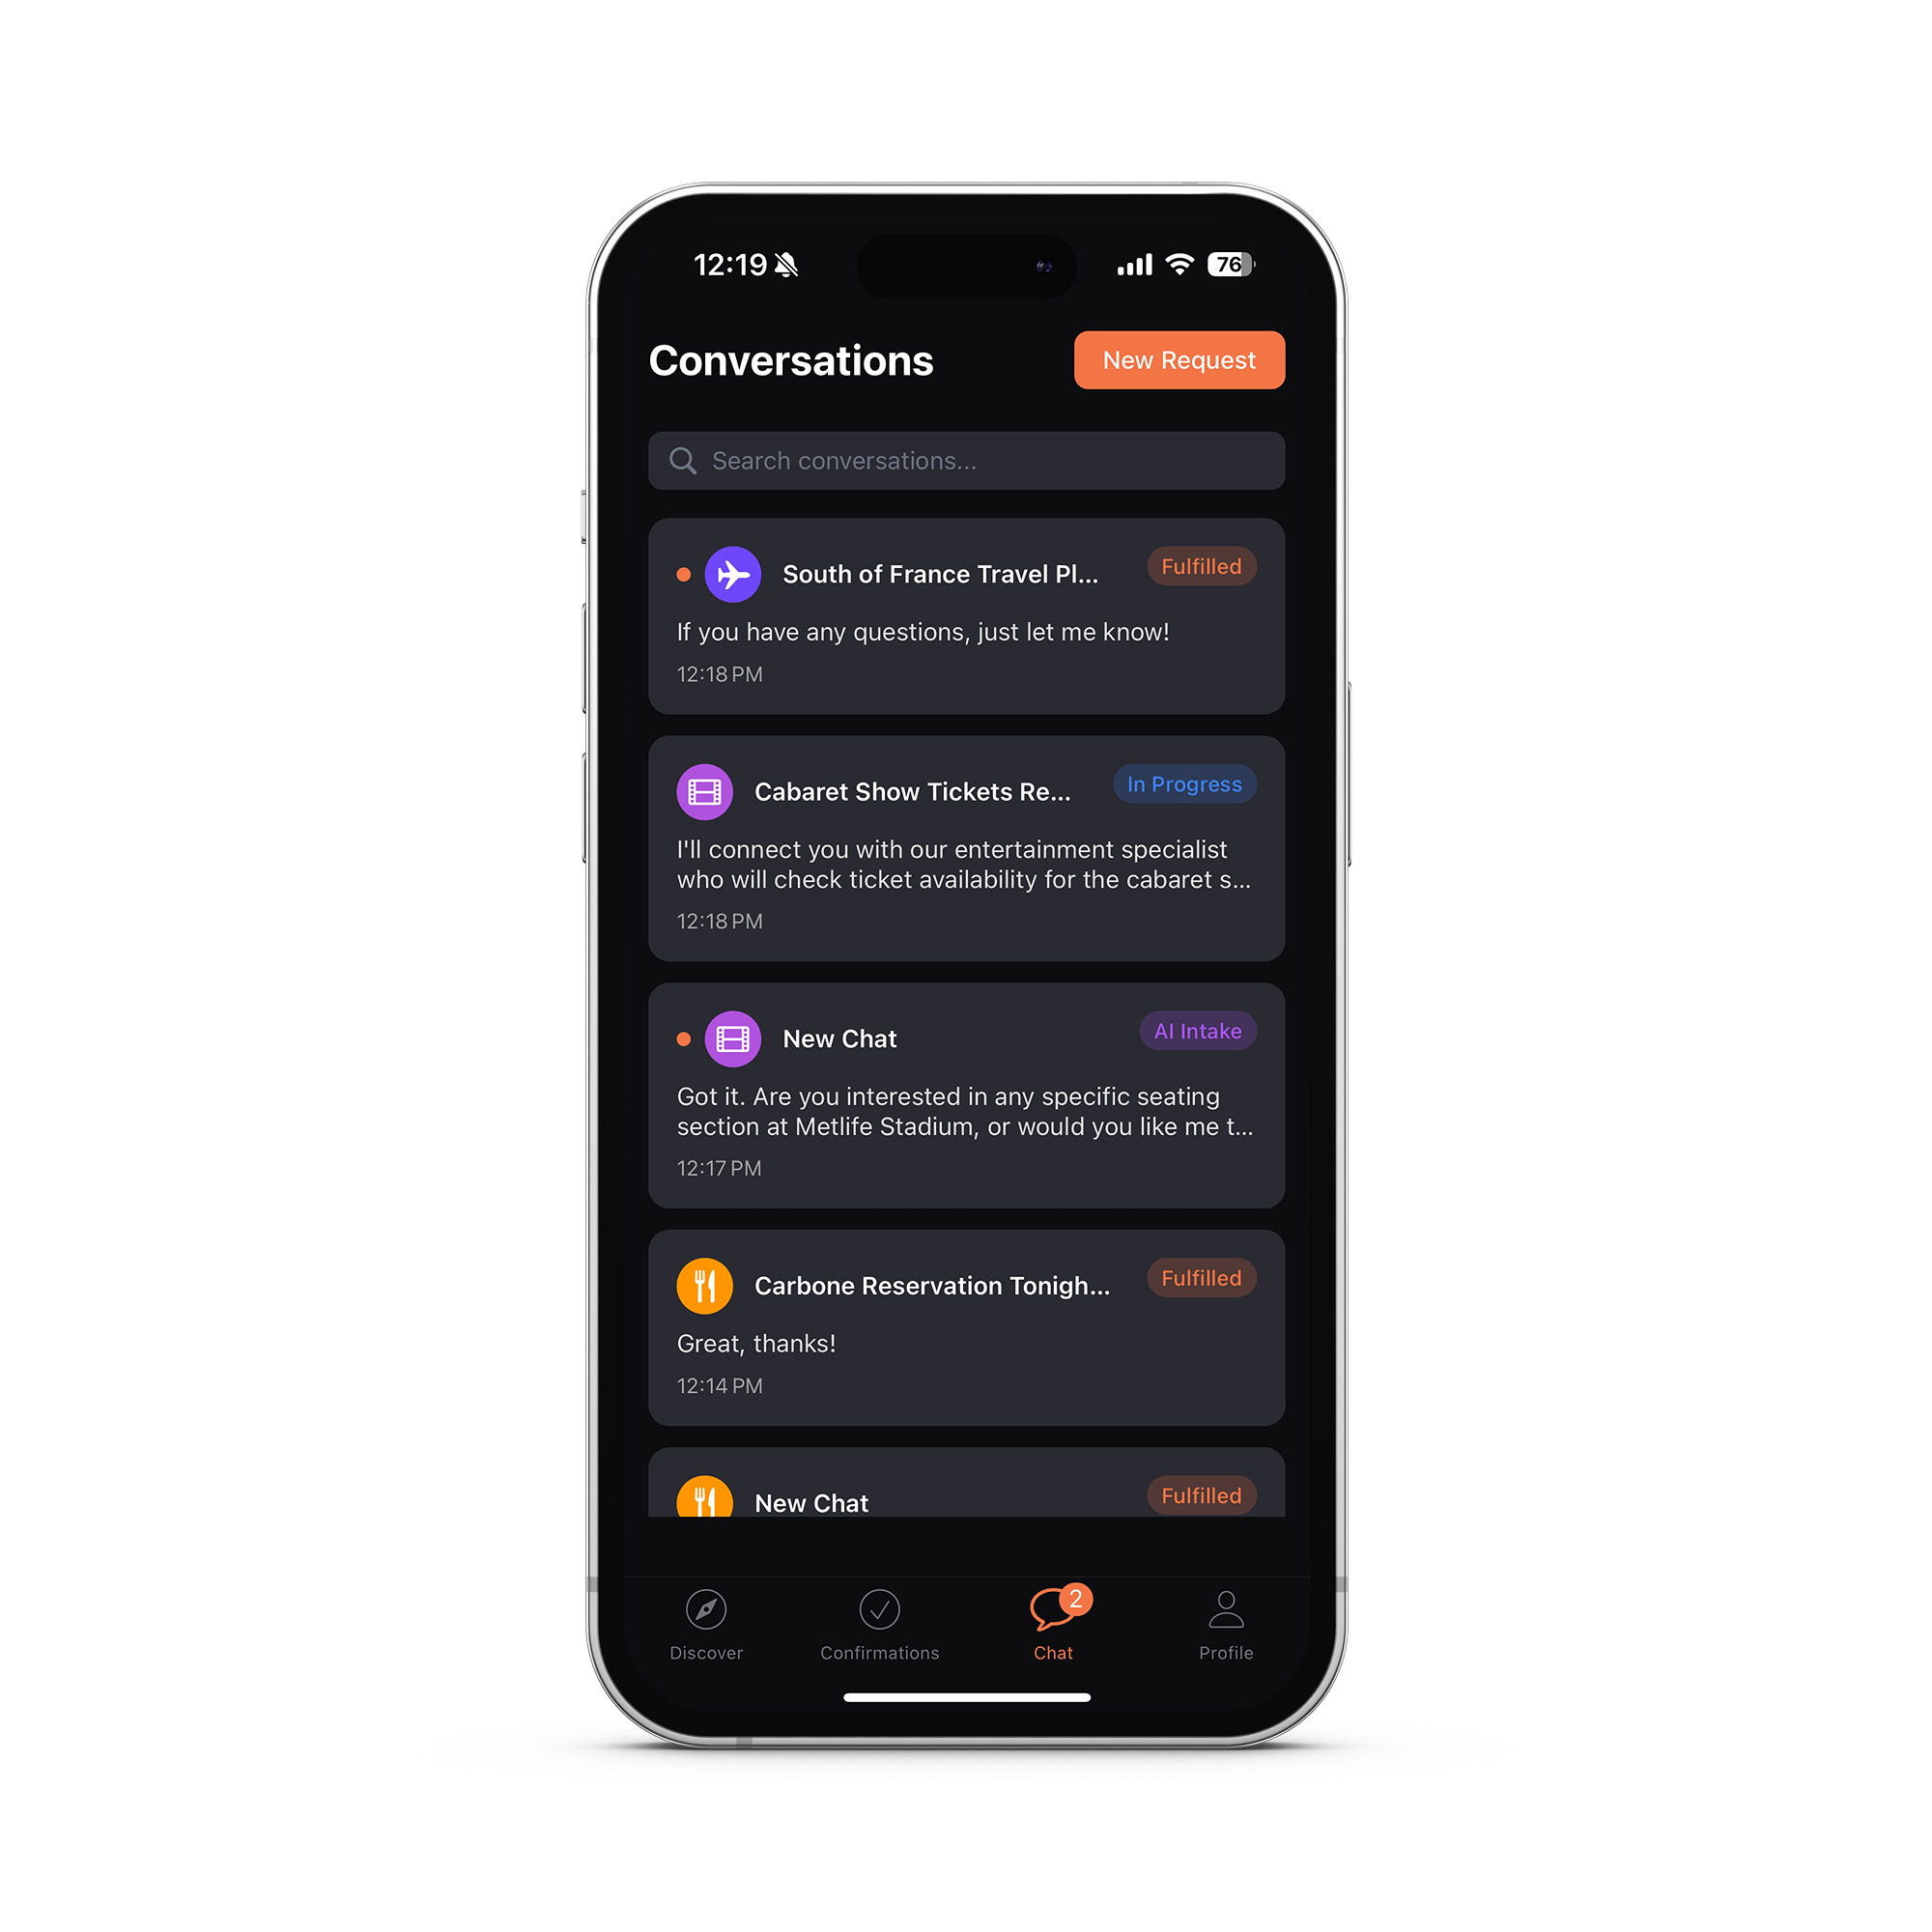 12:19
76
Conversations
New Request
Search conversations...
South of France Travel Pl...
Fulfilled
If you have any questions, just let me know!
12:18 PM
Cabaret Show Tickets Re...
In Progress
I'll connect you with our entertainment specialist
who will check ticket availability for the cabaret s...
12:18 PM
New Chat
AI Intake
Got it. Are you interested in any specific seating
section at Metlife Stadium, or would you like me t...
12:17 PM
Carbone Reservation Tonigh...
Fulfilled
Great, thanks!
12:14 PM
New Chat
Fulfilled
2
Discover
Confirmations
Chat
Profile